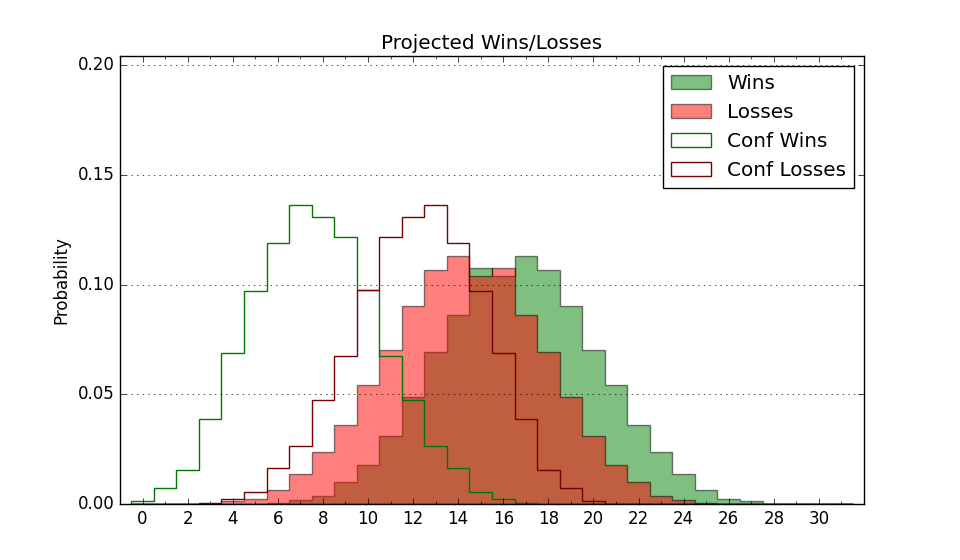 Projected Wins/Losses
0.20
0.15
0.10
0.05
0.00
Probability
Wins
Losses
Conf Wins
Conf Losses
0 2 4 6 8 10 12 14 16 18 20 22 24 26 28 30